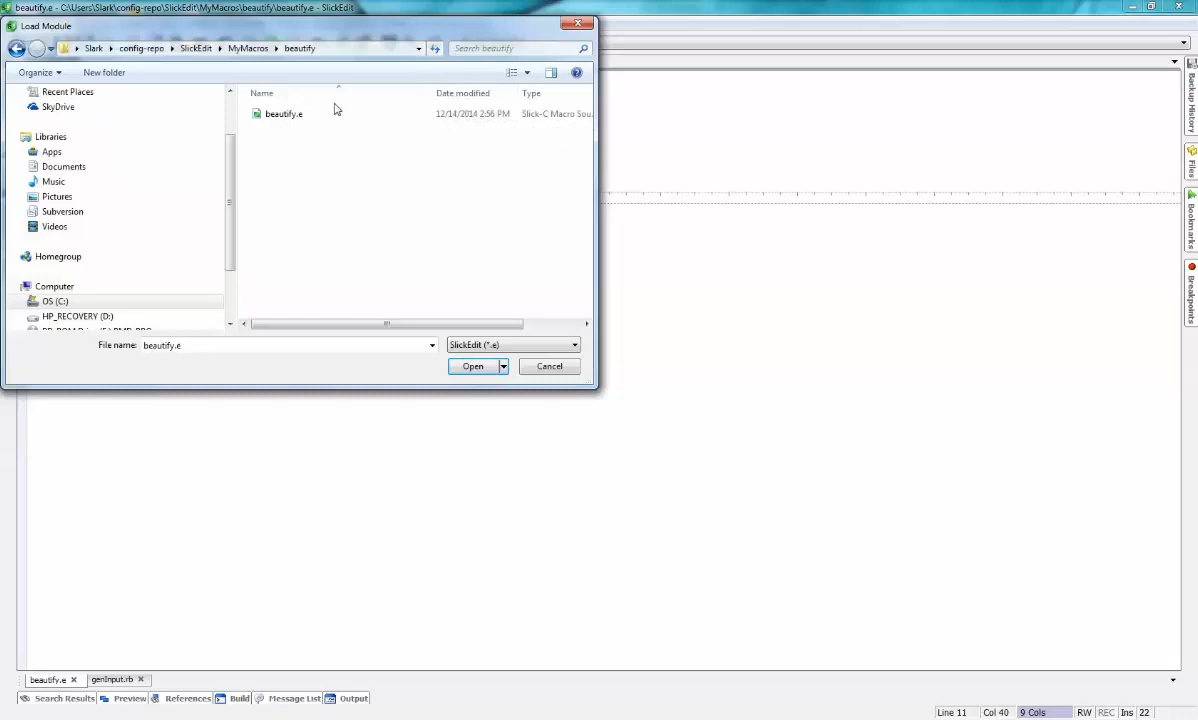 beautify.e - C:\Users\Slark\config-repo\SlickEdit\MyMacros\beautify\beautify.e - SlickEdit
Load Module
Slark config-repo SlickEdit MyMacros beautify Search beautify
Organize New folder
Name Date modified Type
beautify.e 12/14/2014 2:56 PM Slick-C Macro Sou
Recent Places
SkyDrive
Libraries
Apps
Documents
Music
Pictures
Subversion
Videos
Homegroup
Computer
OS (C:)
HP_RECOVERY (D:)
File name: beautify.e SlickEdit (*.e)
Open Cancel
Backup History
Files
Bookmarks
Breakpoints
beautify.e genInput.rb
Search Results Preview References Build Message List Output
Line 11 Col 40 9 Cols RW REC Ins 22